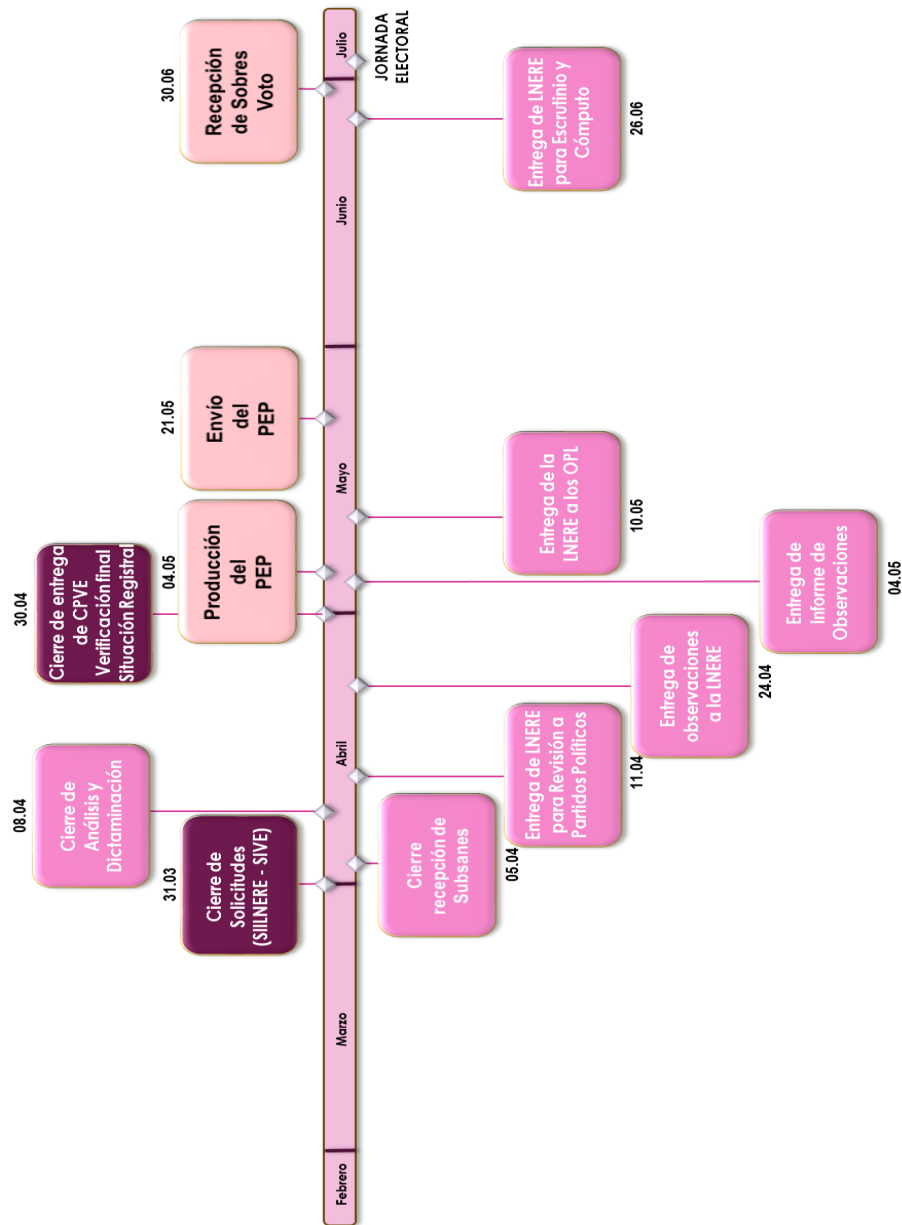 30.04
Cierre de entrega
de CPVE
Verificación final
Situación Registral
08.04
Cierre de
Análisis y
Dictaminación
31.03
Cierre de
Solicitudes
(SIILNERE - SIVE)
04.05
Producción
del
PEP
21.05
Envío
del
PEP
30.06
Recepción
de Sobres
Voto
Febrero
Marzo
Abril
Mayo
Junio
Julio
JORNADA
ELECTORAL
Cierre
recepción de
Subsanes
05.04
Entrega de LNERE
para Revisión a
Partidos Políticos
11.04
Entrega de
observaciones
a la LNERE
24.04
Entrega de
Informe de
Observaciones
04.05
Entrega de la
LNERE a los OPL
10.05
Entrega de LNERE
para Escrutinio y
Cómputo
26.06